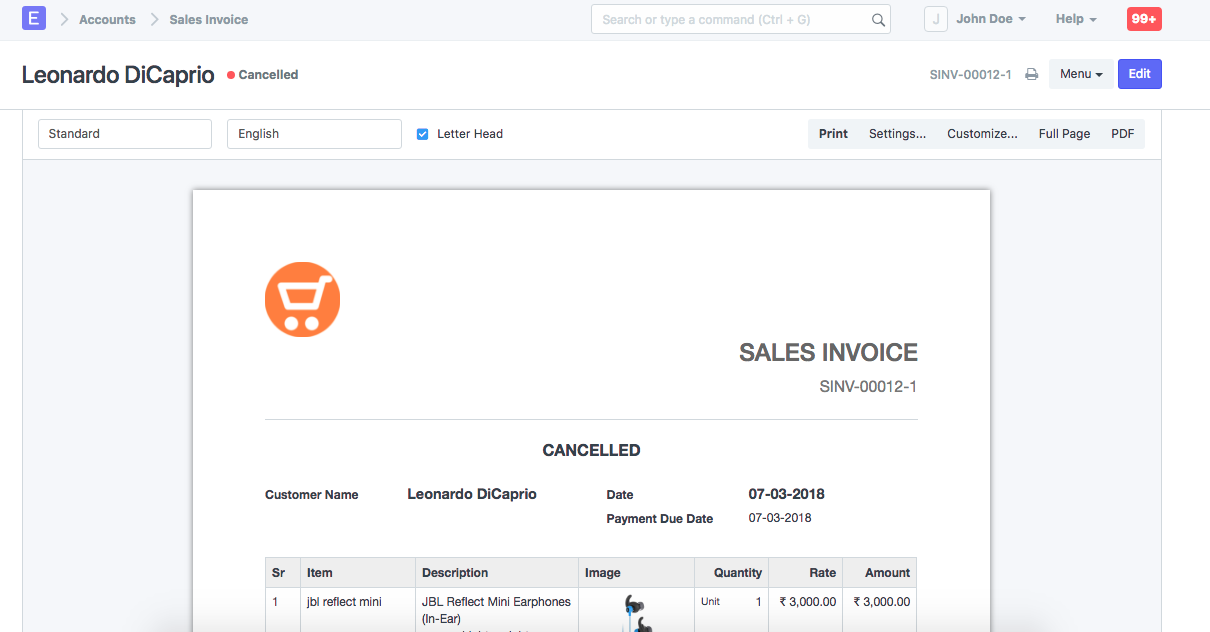 E Accounts Sales Invoice Search or type a command (Ctrl + G) J John Doe Help 99+
Leonardo DiCaprio Cancelled SINV-00012-1 Menu Edit
Standard English Letter Head Print Settings... Customize... Full Page PDF
SALES INVOICE
SINV-00012-1
CANCELLED
Customer Name Leonardo DiCaprio Date 07-03-2018
Payment Due Date 07-03-2018
Sr Item Description Image Quantity Rate Amount
1 jbl reflect mini JBL Reflect Mini Earphones Unit 1 ₹ 3,000.00 ₹ 3,000.00
(In-Ear)